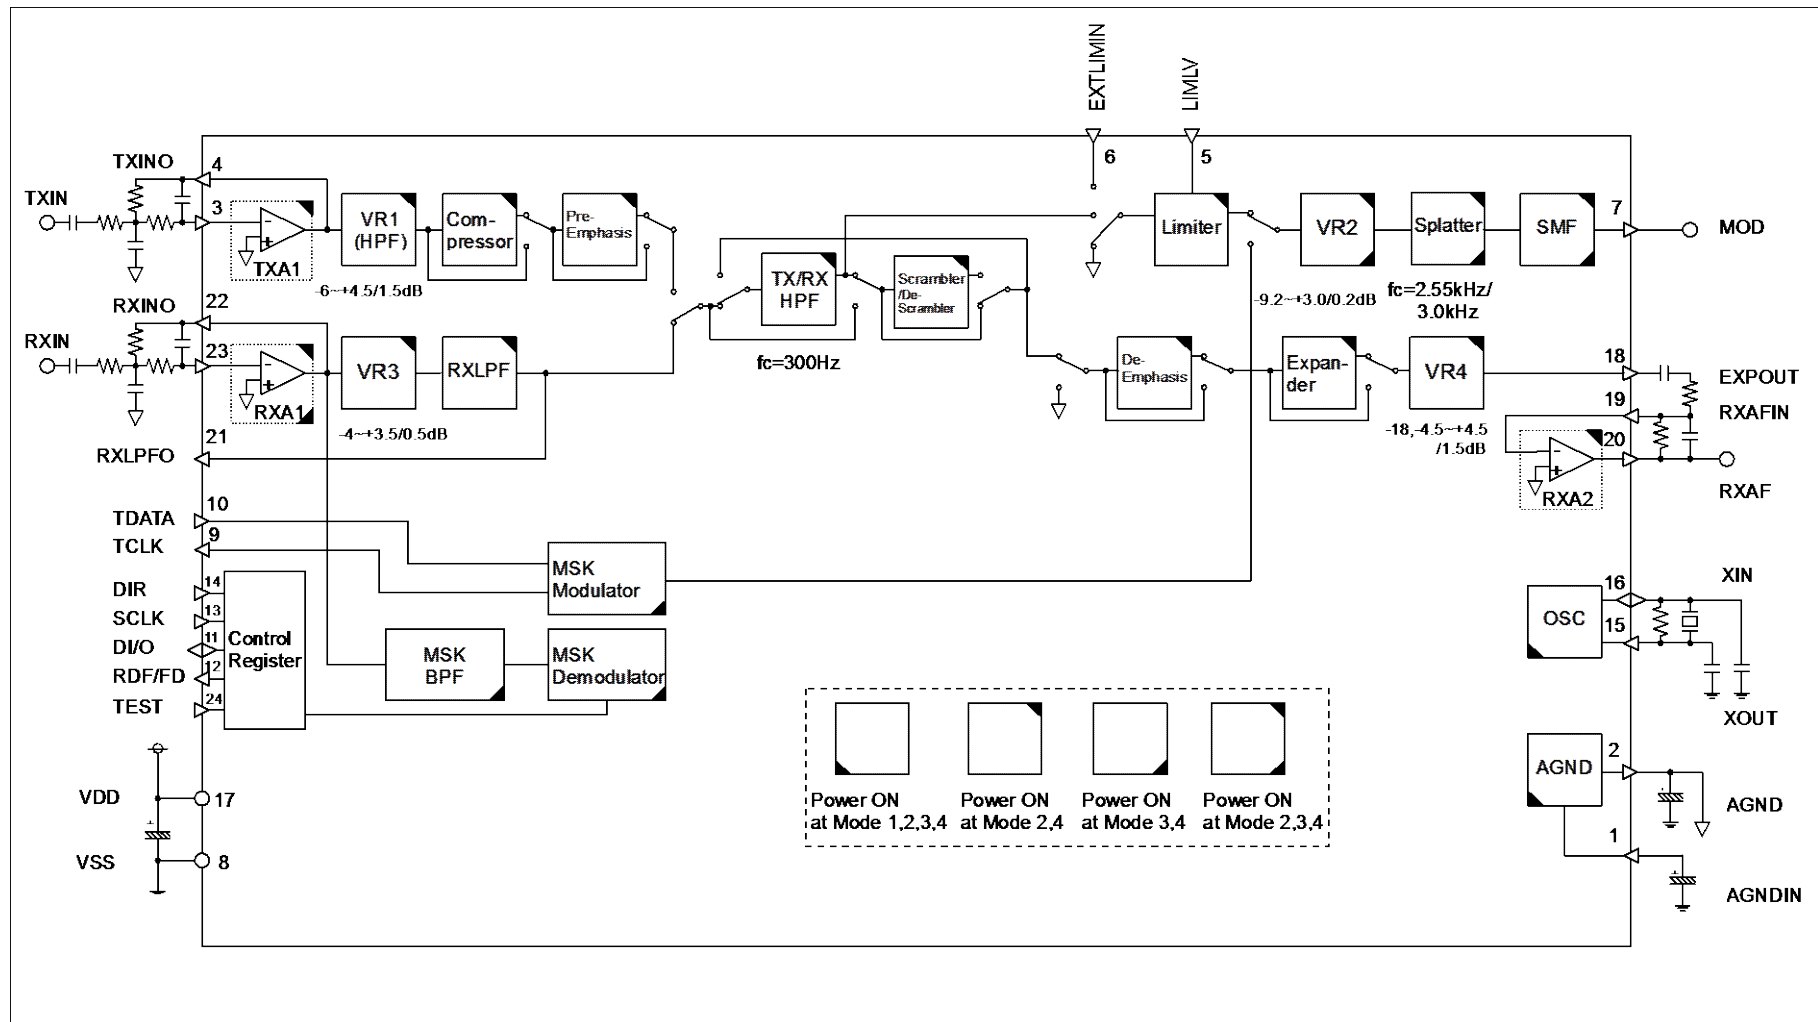 EXTLIMIN
LIMLV
6
5
TXINO
4
TXIN
3
VR1
(HPF)
Com-
pressor
Pre-
Emphasis
TXA1
-6~+4.5/1.5dB
Limiter
VR2
Splatter
SMF
7
MOD
TX/RX
HPF
Scrambler
/De-
Scrambler
-9.2~+3.0/0.2dB
fc=2.55kHz/
3.0kHz
RXINO
22
RXIN
23
VR3
RXLPF
fc=300Hz
RXA1
-4~+3.5/0.5dB
De-
Emphasis
Expan-
der
VR4
18
EXPOUT
19
RXAFIN
-18,-4.5~+4.5
/1.5dB
20
RXA2
RXAF
21
RXLPFO
10
TDATA
9
TCLK
MSK
Modulator
DIR
14
SCLK
13
DI/O
11
RDF/FD
12
TEST
24
Control
Register
MSK
BPF
MSK
Demodulator
XIN
16
OSC
15
XOUT
Power ON
at Mode 1,2,3,4
Power ON
at Mode 2,4
Power ON
at Mode 3,4
Power ON
at Mode 2,3,4
VDD
17
+
VSS
8
AGND
2
+
AGND
1
+
AGNDIN